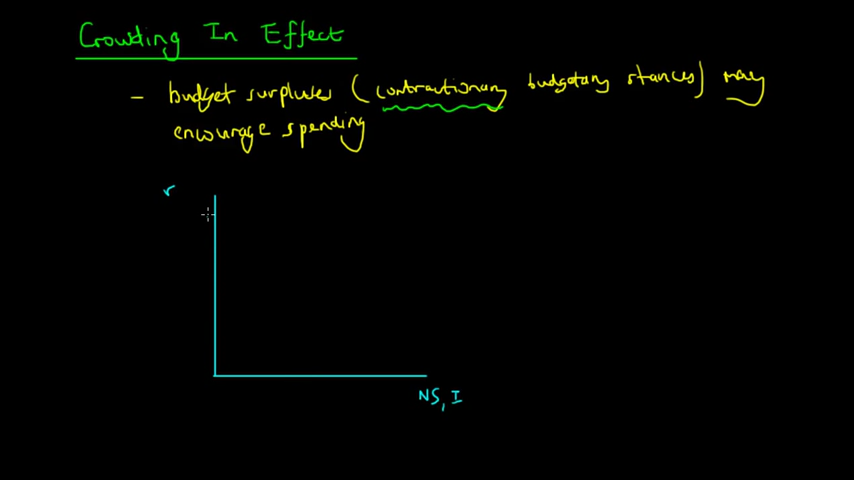 Crowding In Effect
- budget surpluses (contractionary budgetary stances) may
encourage spending
r
NS, I